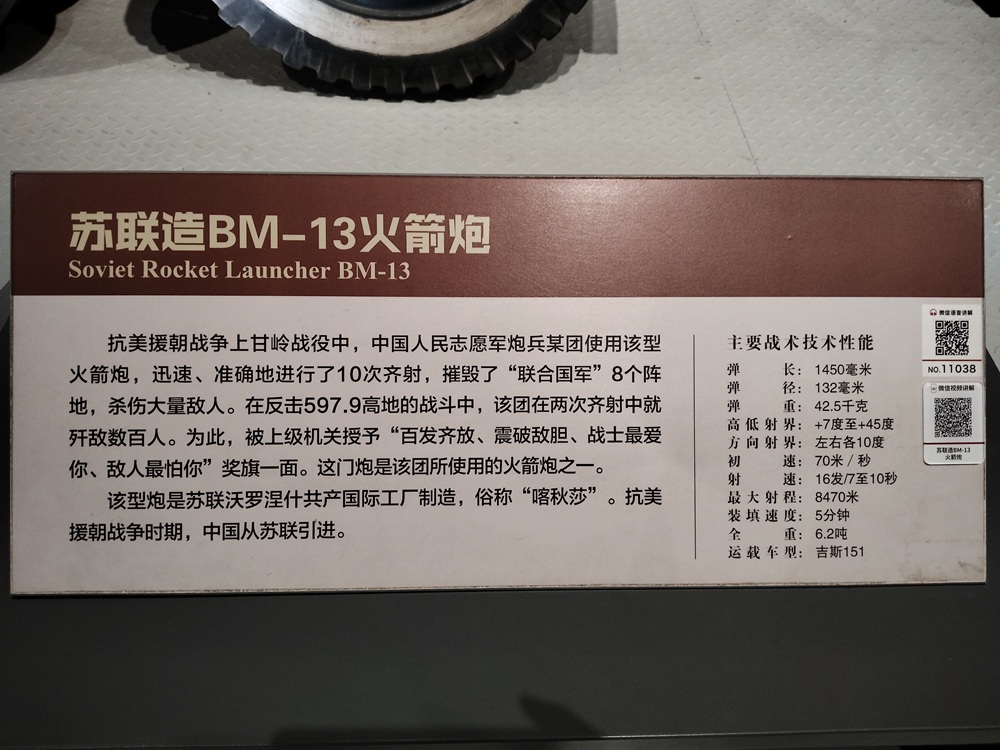 苏联造BM-13火箭炮
Soviet Rocket Launcher BM-13
抗美援朝战争上甘岭战役中，中国人民志愿军炮兵某团使用该型
火箭炮，迅速、准确地进行了10次齐射，摧毁了“联合国军”8个阵
地，杀伤大量敌人。在反击597.9高地的战斗中，该团在两次齐射中就
歼敌数百人。为此，被上级机关授予“百发齐放、震破敌胆、战士最爱
你、敌人最怕你”奖旗一面。这门炮是该团所使用的火箭炮之一。
该型炮是苏联沃罗涅什共产国际工厂制造，俗称“喀秋莎”。抗美
援朝战争时期，中国从苏联引进。
主要战术技术性能
弹长：1450毫米
弹径：132毫米
弹重：42.5千克
高低射界：+7度至+45度
方向射界：左右各10度
初速：70米／秒
射速：16发/7至10秒
最大射程：8470米
装填速度：5分钟
全重：6.2吨
运载车型：吉斯151
微信语音讲解
NO.11038
微信视频讲解
苏联造BM-13
火箭炮